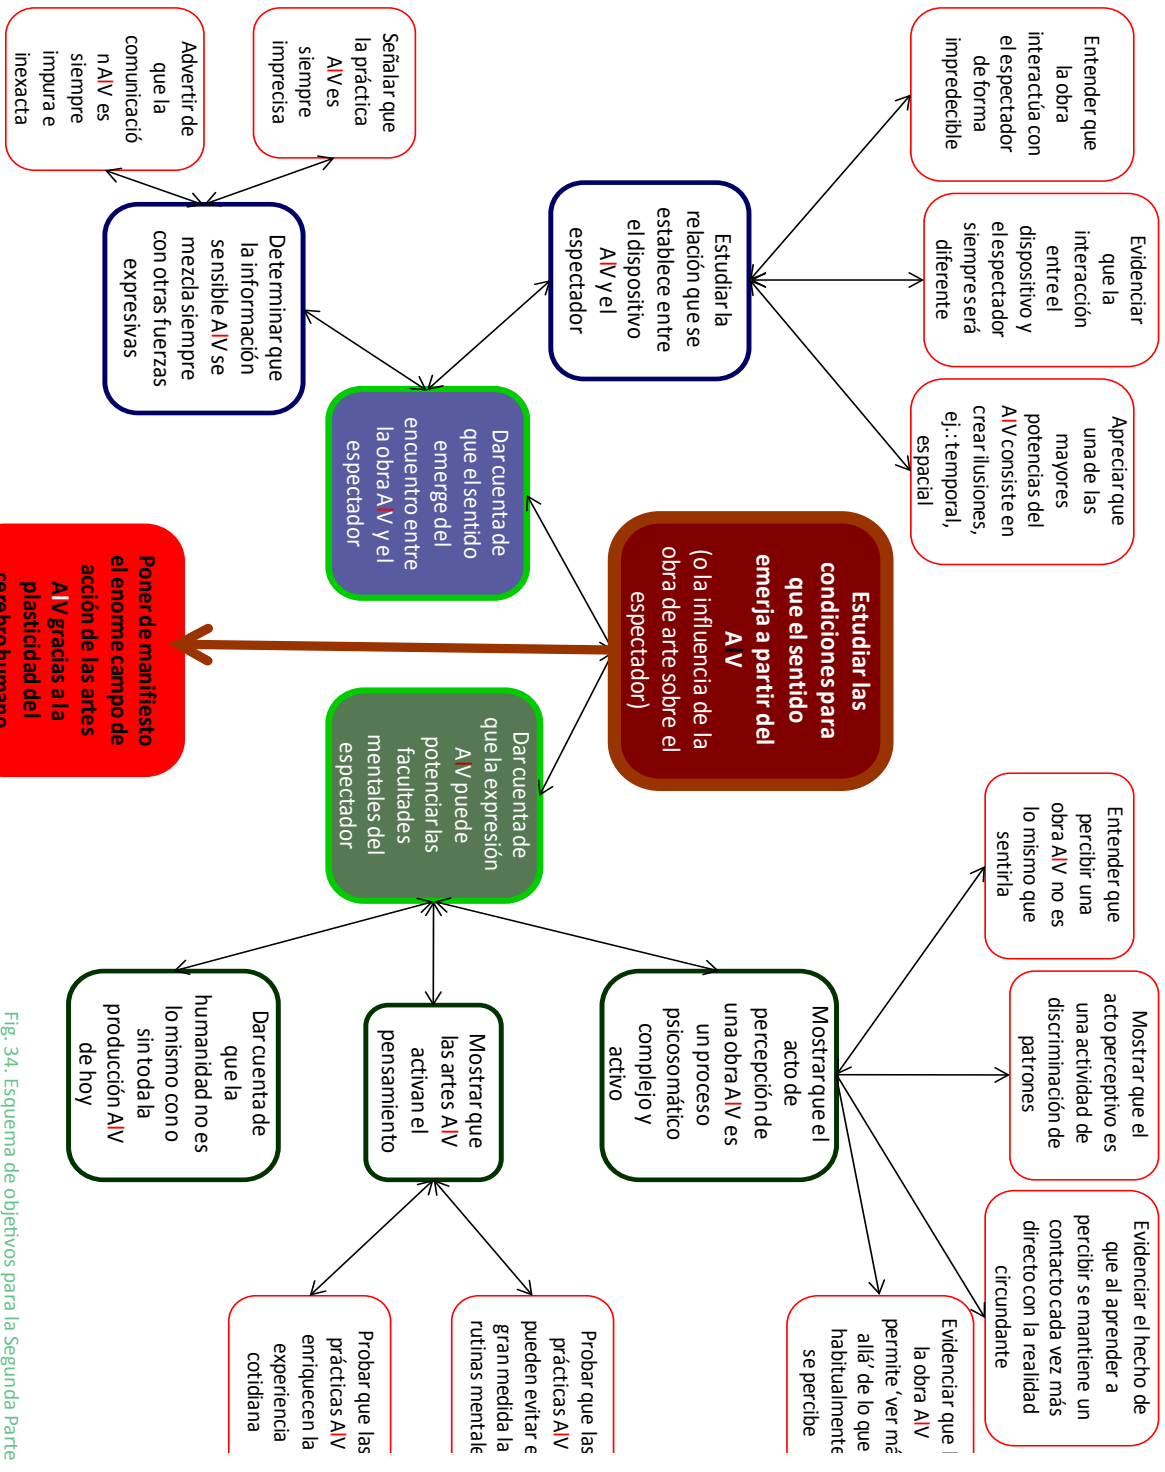 Entender que
la obra
interactúa con
el espectador
de forma
impredecible
Evidenciar
que la
interacción
entre el
dispositivo y
el espectador
siempre será
diferente
Apreciar que
una de las
mayores
potencias del
AIV consiste en
crear ilusiones,
ej.: temporal,
espacial
Entender que
percibir una
obra AIV no es
lo mismo que
sentirla
Mostrar que el
acto perceptivo es
una actividad de
discriminación de
patrones
Evidenciar el hecho de
que al aprender a
percibir se mantiene un
contacto cada vez más
directo con la realidad
circundante
Evidenciar que
la obra AIV
permite ‘ver
allá’ de lo que
habitualmente
se percibe
Estudiar la
relación que se
establece entre
el dispositivo
AIV y el
espectador
Estudiar las
condiciones para
que el sentido
emerja a partir del
AIV
(o la influencia de la
obra de arte sobre el
espectador)
Mostrar que el
acto de
percepción de
una obra AIV es
un proceso
psicosomático
complejo y
activo
Señalar que
la práctica
AIV es
siempre
imprecisa
Advertir de
que la
comunicació
n AIV es
siempre
impura e
inexacta
Determinar que
la información
sensible AIV se
mezcla siempre
con otras fuerzas
expresivas
Dar cuenta de
que el sentido
emerge del
encuentro entre
la obra AIV y el
espectador
Dar cuenta de
que la expresión
AIV puede
potenciar las
facultades
mentales del
espectador
Mostrar que
las artes AIV
activan el
pensamiento
Dar cuenta de
que la
humanidad no es
lo mismo con o
sin toda la
producción AIV
de hoy
Probar que las
prácticas AIV
pueden evitar
gran medida
rutinas
Probar que las
prácticas AIV
enriquecen la
experiencia
cotidiana
Poner de manifiesto
el enorme campo de
acción de las artes
AIV gracias a la
plasticidad del
cerebro humano
Fig. 34. Esquema de objetivos para la Segunda Parte